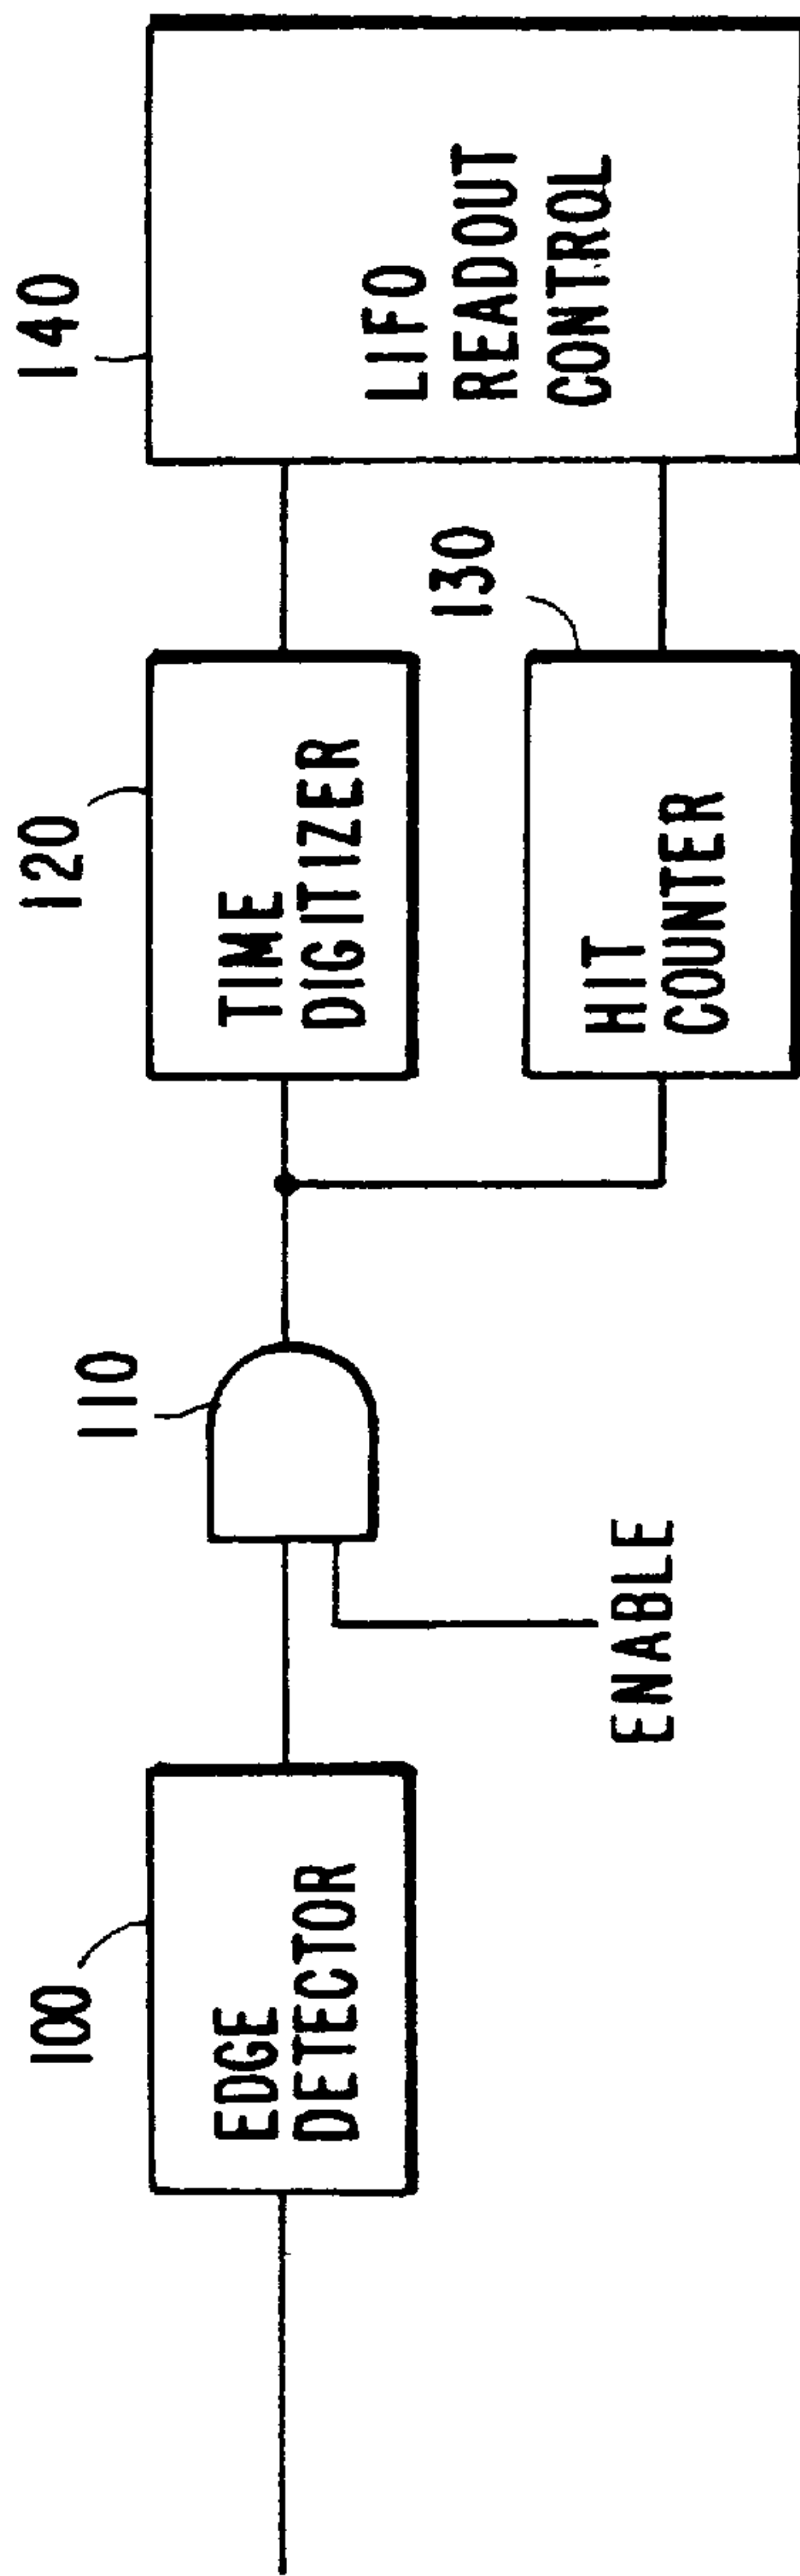 100
EDGE
DETECTOR
110
ENABLE
120
TIME
DIGITIZER
130
HIT
COUNTER
140
LIFO
READOUT
CONTROL